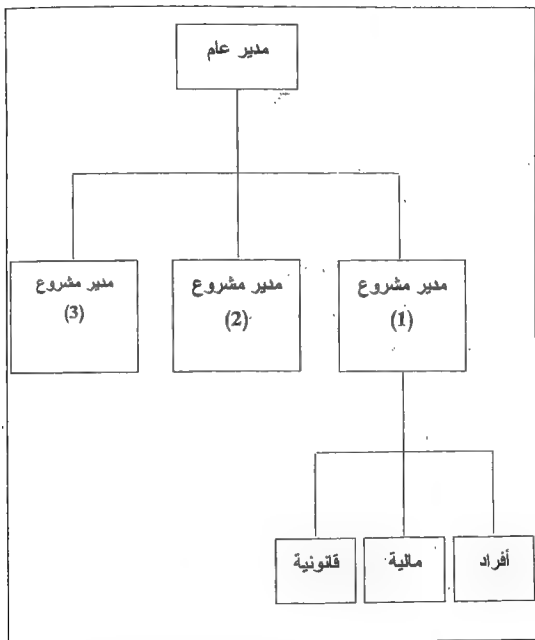 مدير عام
مدير مشروع
(1)
مدير مشروع
(2)
مدير مشروع
(3)
أفراد
مالية
قانونية